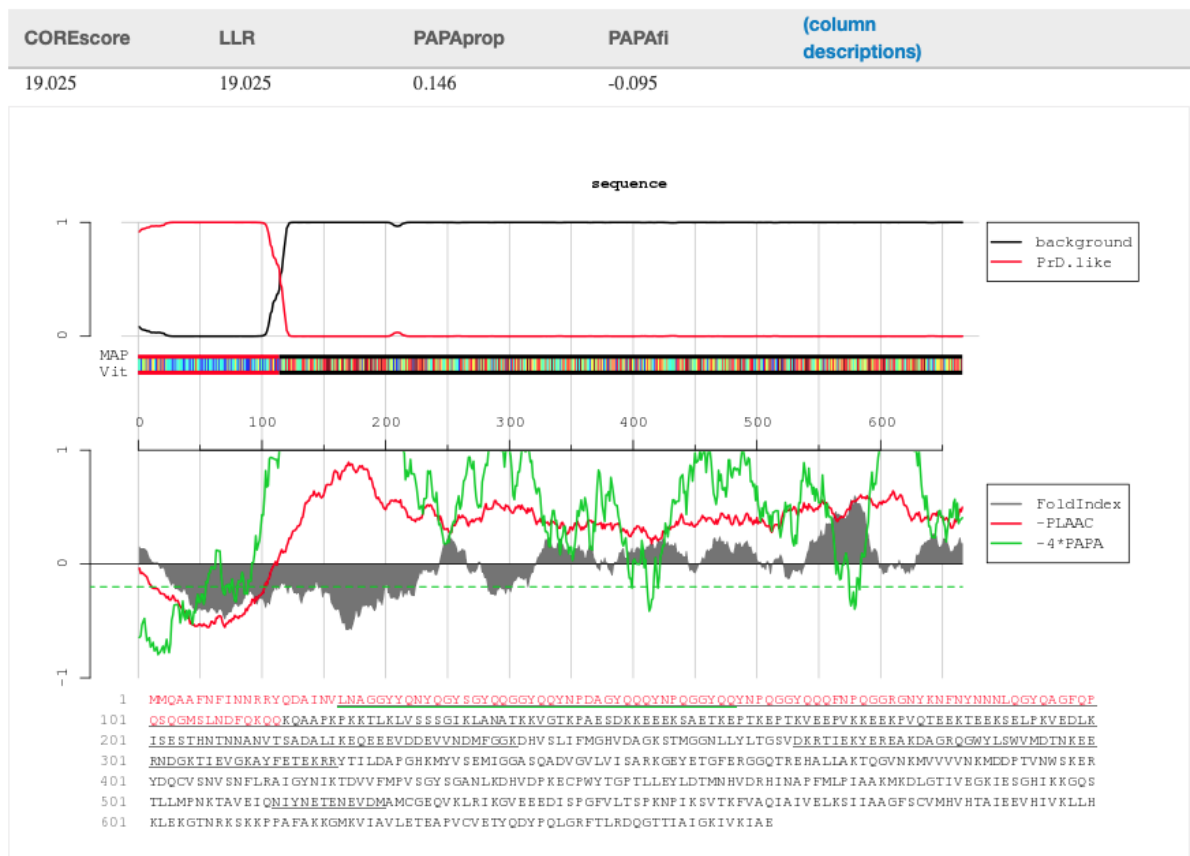 COREscore LLR PAPAprop PAPAfi (column
descriptions)
19.025 19.025 0.146 -0.095
sequence
1
0
background
PrD.like
MAP
Vit
0 100 200 300 400 500 600
1
0
-1
FoldIndex
-PLAAC
-4*PAPA
1 MMQAAFNFINNRRYQDAINVLNAGGYYQNYQGYSGYQQGGYQQYNPDAGYQQQYNPQGGYQQYNPQGGYQQQFNPQGGRGNYKNFNYNNNLQGYQAGFQP
101 QSQGMSLNDFQKQQKQAAPKPKKTLKLVSSSGIKLANATKKVGTKPAESDKKEEEKSAETKEPTKEPTKVEEPVKKEEKPVQTEEKTEEKSELPKVEDLK
201 ISESTHNTNNANVTSADALIKEQEEEVDDEVVNDMFGGKDHVSLIFMGHVDAGKSTMGGNLLYLTGSVDKRTIEKYEREAKDAGRQGWYLSWVMDTNKEE
301 RNDGKTIEVGKAYFETEKRRYTILDAPGHKMYVSEMIGGASQADVGVLVISARKGEYETGFERGGQTREHALLAKTQGVNKMVVVVNKMDDPTVNWSKER
401 YDQCVSNVSNFLRAIGYNIKTDVVFMPVSGYSGANLKDHVDPKECPWYTGPTLLEYLDTMNHVDRHINAPFMLPIAAKMKDLGTIVEGKIESGHIKKGQS
501 TLLMPNKTAVEIQNIYNETENEVDMAMCGEQVKLRIKGVEEEDISPGFVLTSPKNPIKSVTKFVAQIAIVELKSIIAAGFSCVMHVHTAIEEVHIVKLLH
601 KLEKGTNRKSKKPPAFAKKGMKVIAVLETEAPVCVETYQDYPQLGRFTLRDQGTTIAIGKIVKIAE